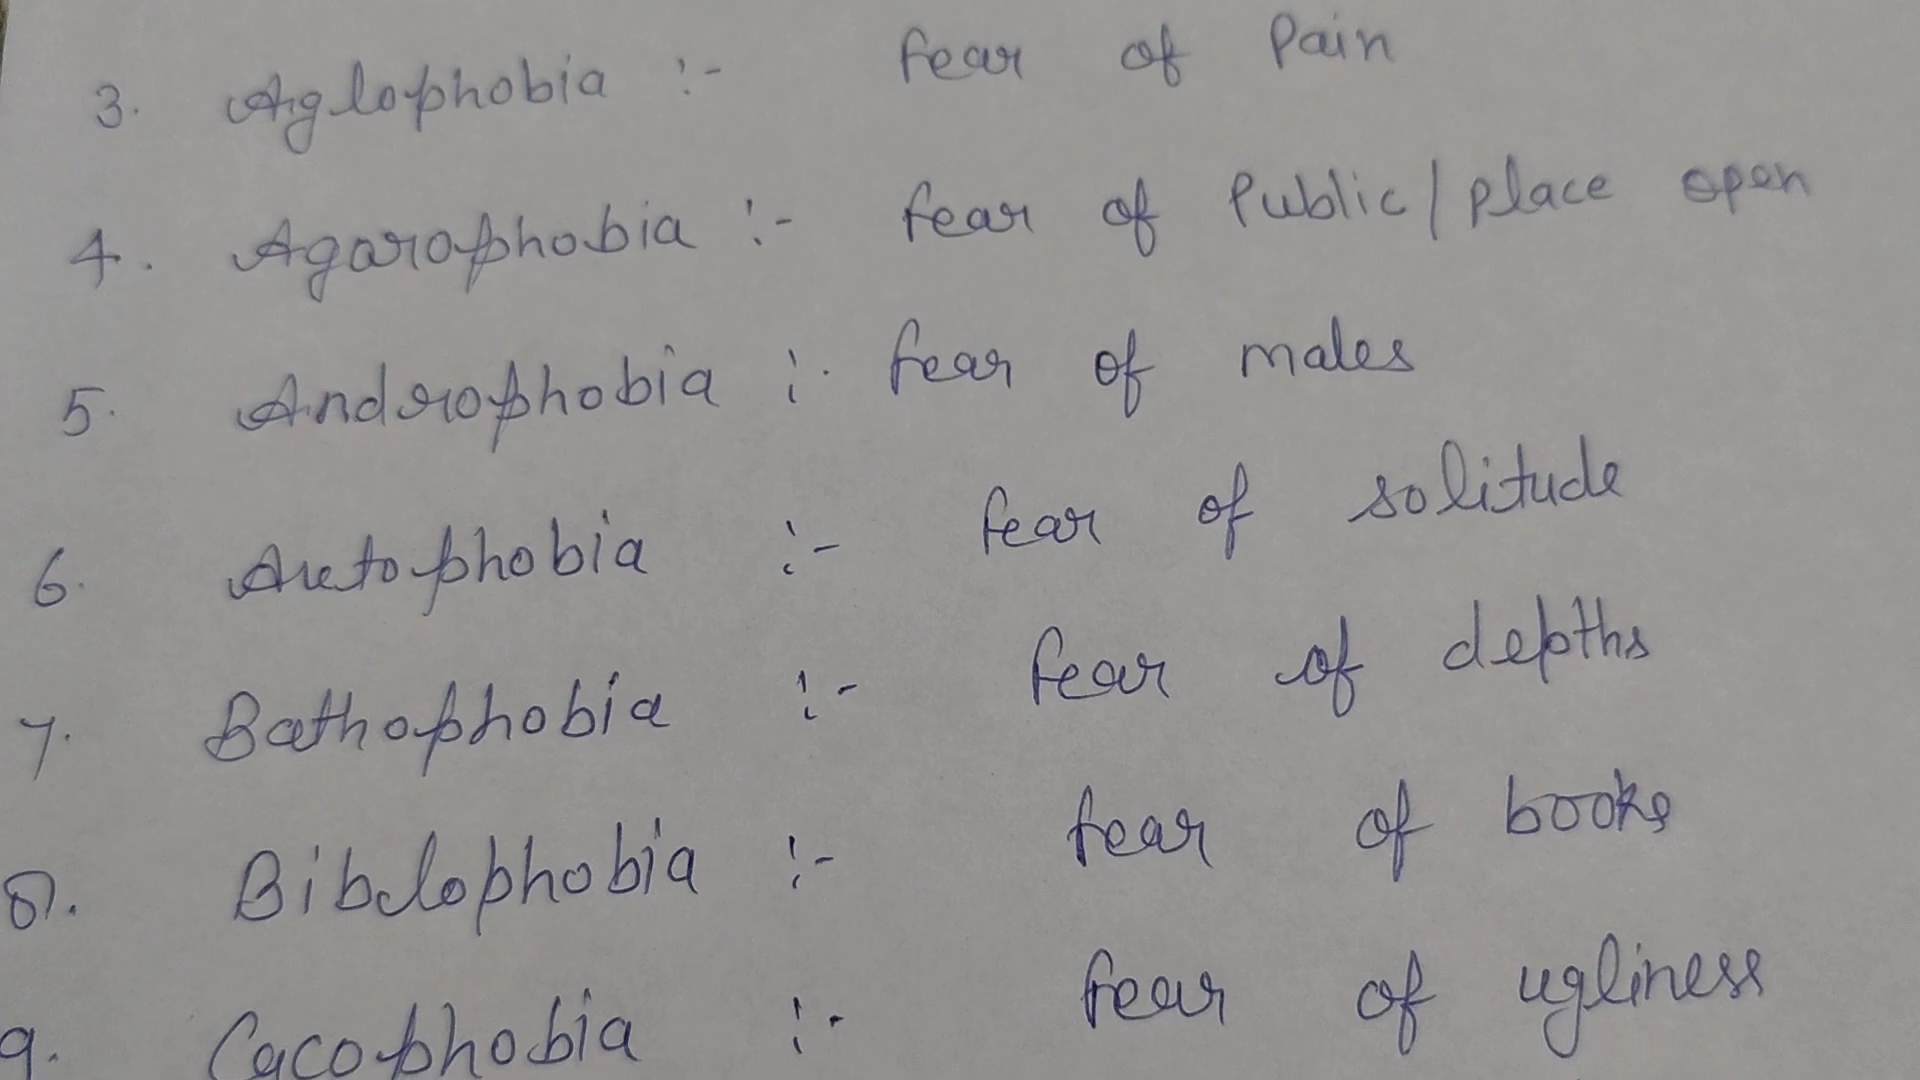 3. Aglophobia :- fear of Pain
4. Agarophobia :- fear of Public/place open
5. Androphobia :- fear of males
6. Autophobia :- fear of solitude
7. Bathophobia :- fear of depths
8. Biblophobia :- fear of books
9. Cacophobia :- fear of ugliness